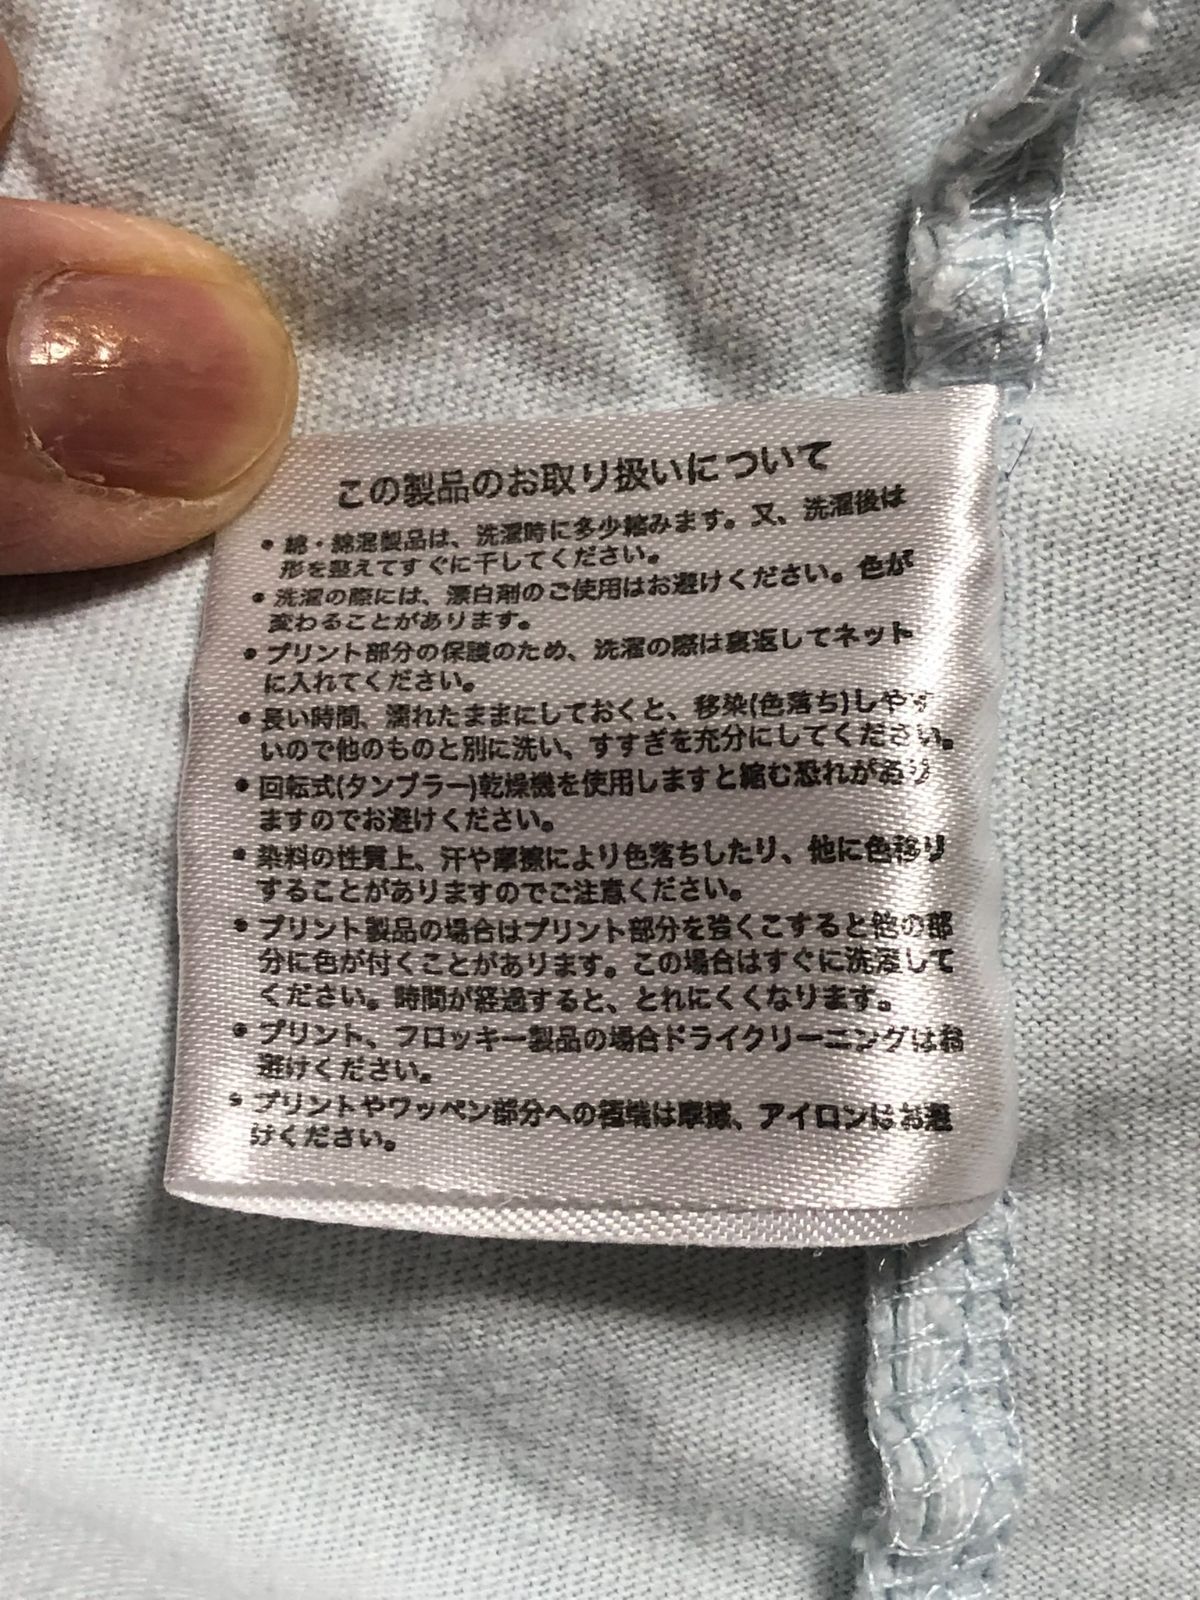 この製品のお取り扱いについて
• 綿・綿混製品は、洗濯時に多少縮みます。又、洗濯後は
形を整えてすぐに干してください。
• 洗濯の際には、漂白剤のご使用はお避けください。色が
変わることがあります。
• プリント部分の保護のため、洗濯の際は裏返してネット
に入れてください。
• 長い時間、濡れたままにしておくと、移染(色落ち)しやす
いので他のものと別に洗い、すすぎを充分にしてください。
• 回転式(タンブラー)乾燥機を使用しますと縮む恐れがあり
ますのでお避けください。
• 染料の性質上、汗や摩擦により色落ちしたり、他に色移り
することがありますのでご注意ください。
• プリント製品の場合はプリント部分を強くこすると他の部
分に色が付くことがあります。この場合はすぐに洗濯して
ください。時間が経過すると、とれにくくなります。
• プリント、フロッキー製品の場合ドライクリーニングはお
避けください。
• プリントやワッペン部分への極端は摩擦、アイロンはお避
けください。